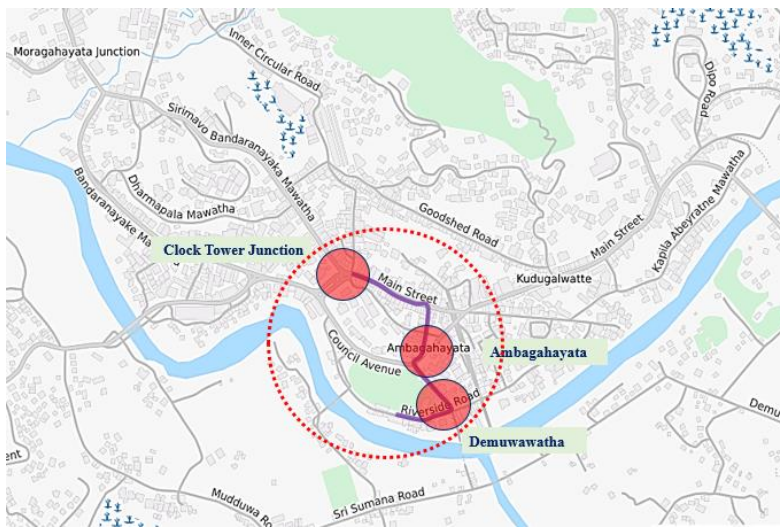 Moragahayata Junction
Inner Circular Road
Dipo Road
Sirimavo Bandaranayaka Mawatha
Bandaranayake Ma
Dharmapala Mawatha
Goodshed Road
Main Street
Kapila Abeyratne Mawatha
Clock Tower Junction
Main Street
Kudugalwatte
Council Avenue
Ambagahayata
Ambagahayata
Riverside Road
Demu
Demuwawatha
ent
Mudduwa Road
Sri Sumana Road